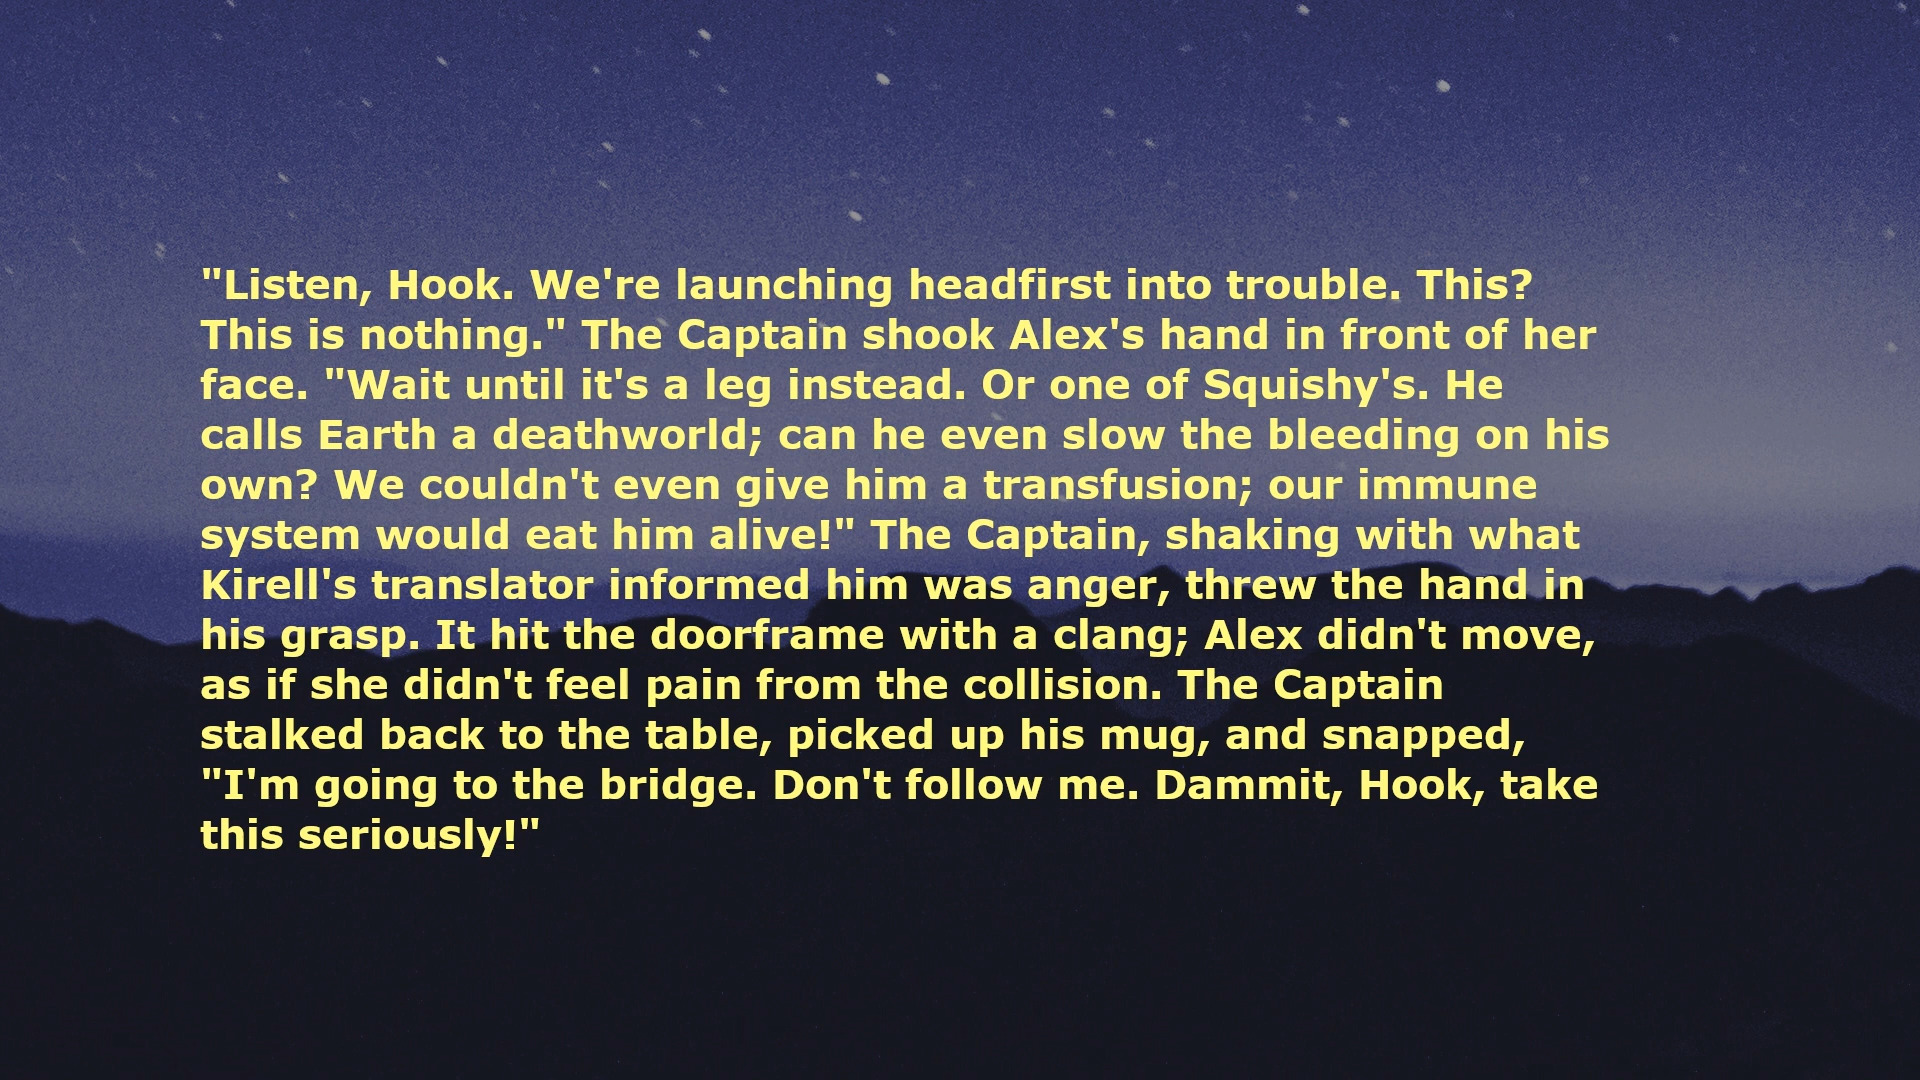 "Listen, Hook. We're launching headfirst into trouble. This?
This is nothing." The Captain shook Alex's hand in front of her
face. "Wait until it's a leg instead. Or one of Squishy's. He
calls Earth a deathworld; can he even slow the bleeding on his
own? We couldn't even give him a transfusion; our immune
system would eat him alive!" The Captain, shaking with what
Kirell's translator informed him was anger, threw the hand in
his grasp. It hit the doorframe with a clang; Alex didn't move,
as if she didn't feel pain from the collision. The Captain
stalked back to the table, picked up his mug, and snapped,
"I'm going to the bridge. Don't follow me. Dammit, Hook, take
this seriously!"